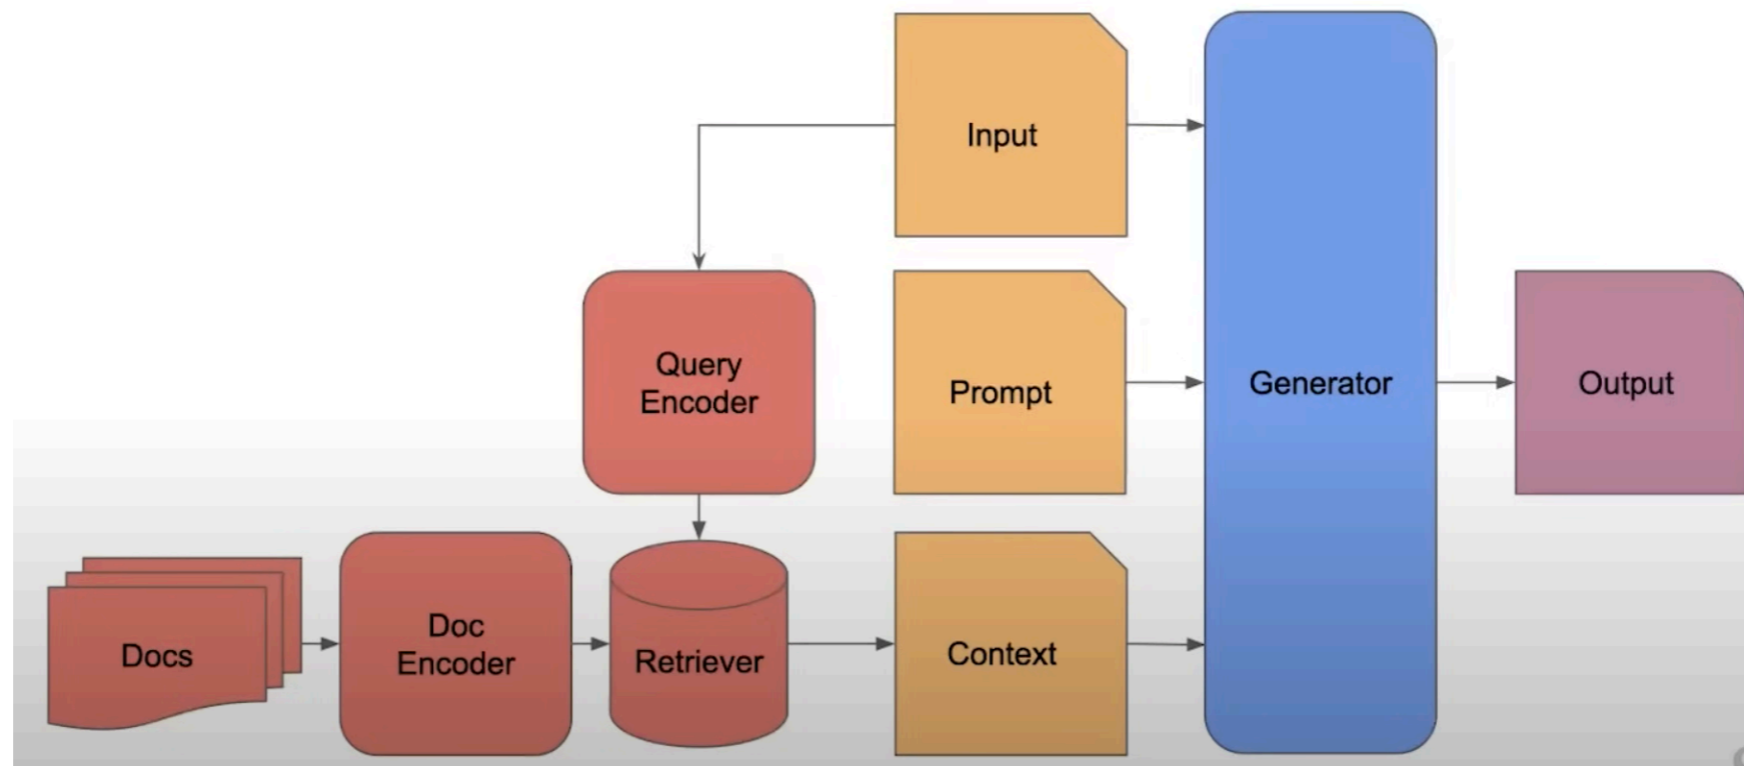 Input
Query
Encoder
Prompt
Generator
Output
Docs
Doc
Encoder
Retriever
Context